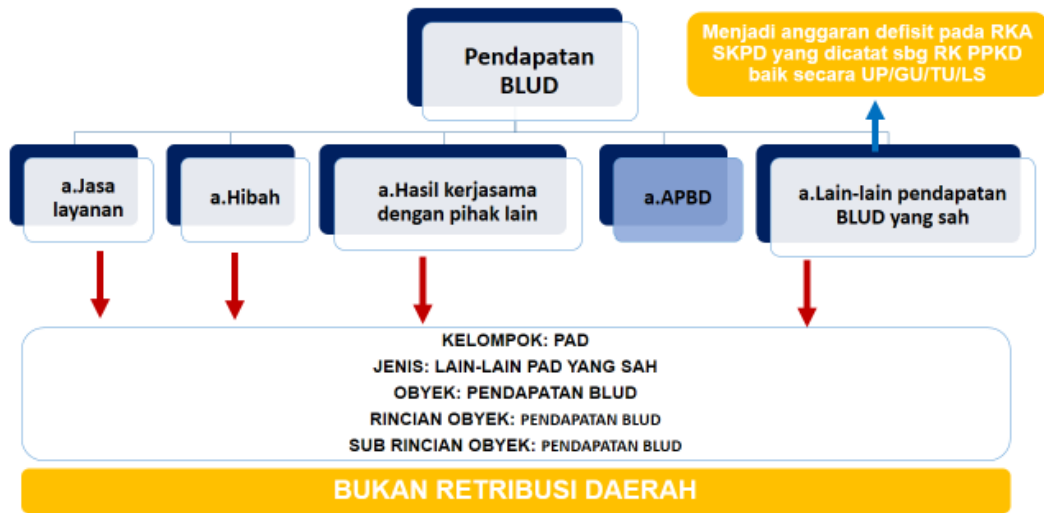 Pendapatan
BLUD
Menjadi anggaran defisit pada RKA
SKPD yang dicatat sbg RK PPKD
baik secara UP/GU/TU/LS
a.Jasa
layanan
a.Hibah
a.Hasil kerjasama
dengan pihak lain
a.APBD
a.Lain-lain pendapatan
BLUD yang sah
KELOMPOK: PAD
JENIS: LAIN-LAIN PAD YANG SAH
OBYEK: PENDAPATAN BLUD
RINCIAN OBYEK: PENDAPATAN BLUD
SUB RINCIAN OBYEK: PENDAPATAN BLUD
BUKAN RETRIBUSI DAERAH